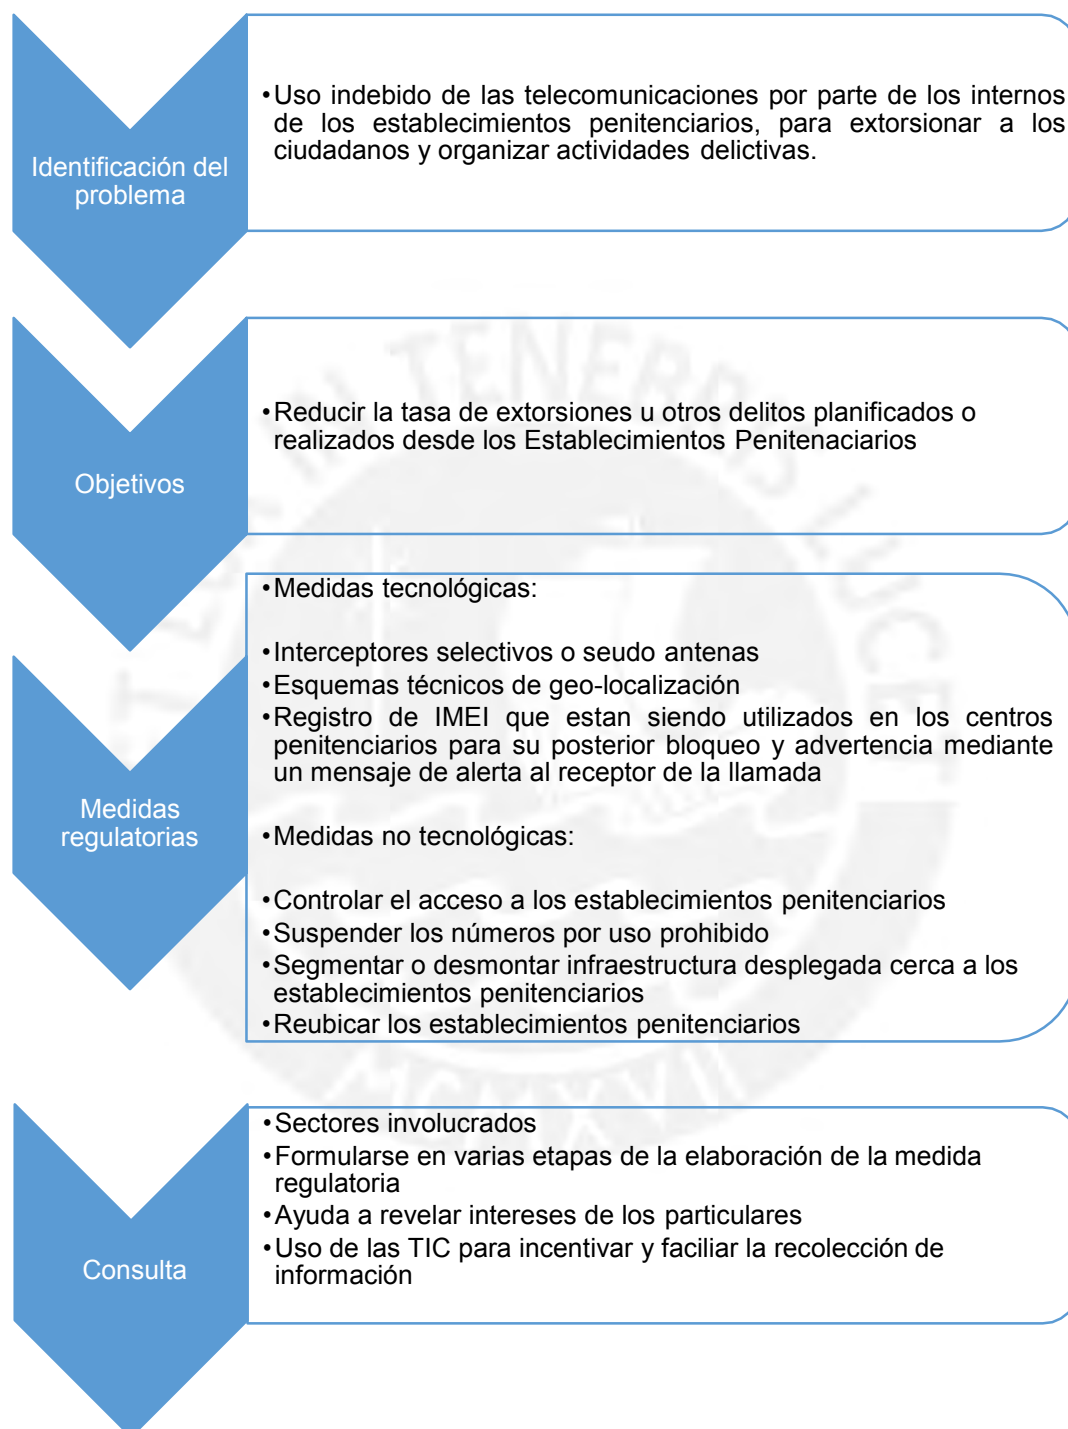 Identificación del
problema
•Uso indebido de las telecomunicaciones por parte de los internos
de los establecimientos penitenciarios, para extorsionar a los
ciudadanos y organizar actividades delictivas.
Objetivos
•Reducir la tasa de extorsiones u otros delitos planificados o
realizados desde los Establecimientos Penitenaciarios
Medidas
regulatorias
•Medidas tecnológicas:
•Interceptores selectivos o seudo antenas
•Esquemas técnicos de geo-localización
•Registro de IMEI que estan siendo utilizados en los centros
penitenciarios para su posterior bloqueo y advertencia mediante
un mensaje de alerta al receptor de la llamada
•Medidas no tecnológicas:
•Controlar el acceso a los establecimientos penitenciarios
•Suspender los números por uso prohibido
•Segmentar o desmontar infraestructura desplegada cerca a los
establecimientos penitenciarios
•Reubicar los establecimientos penitenciarios
Consulta
•Sectores involucrados
•Formularse en varias etapas de la elaboración de la medida
regulatoria
•Ayuda a revelar intereses de los particulares
•Uso de las TIC para incentivar y faciliar la recolección de
información
IN TENEBRIS LUCET
MCMXVII